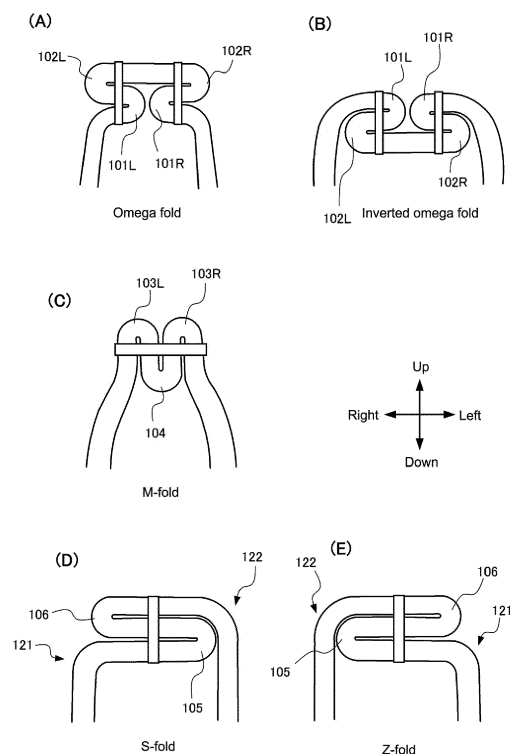 (A)
(B)
102L
102R
101L
101R
101L
101R
102L
102R
Omega fold
Inverted omega fold
(C)
103L
103R
104
M-fold
Up
Right
Left
Down
(D)
(E)
122
122
106
106
121
121
105
105
S-fold
Z-fold